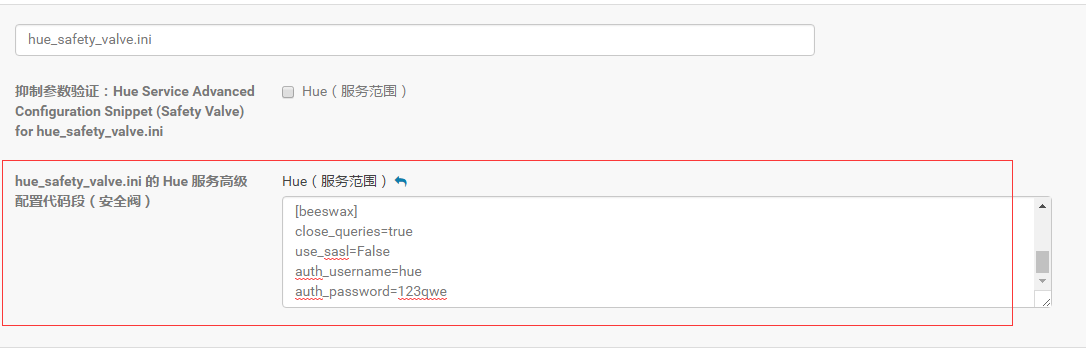 hue_safety_valve.ini
抑制参数验证：Hue Service Advanced
Configuration Snippet (Safety Valve)
for hue_safety_valve.ini
Hue（服务范围）
hue_safety_valve.ini 的 Hue 服务高级
配置代码段（安全阀）
Hue（服务范围）
[beeswax]
close_queries=true
use_sasl=False
auth_username=hue
auth_password=123qwe